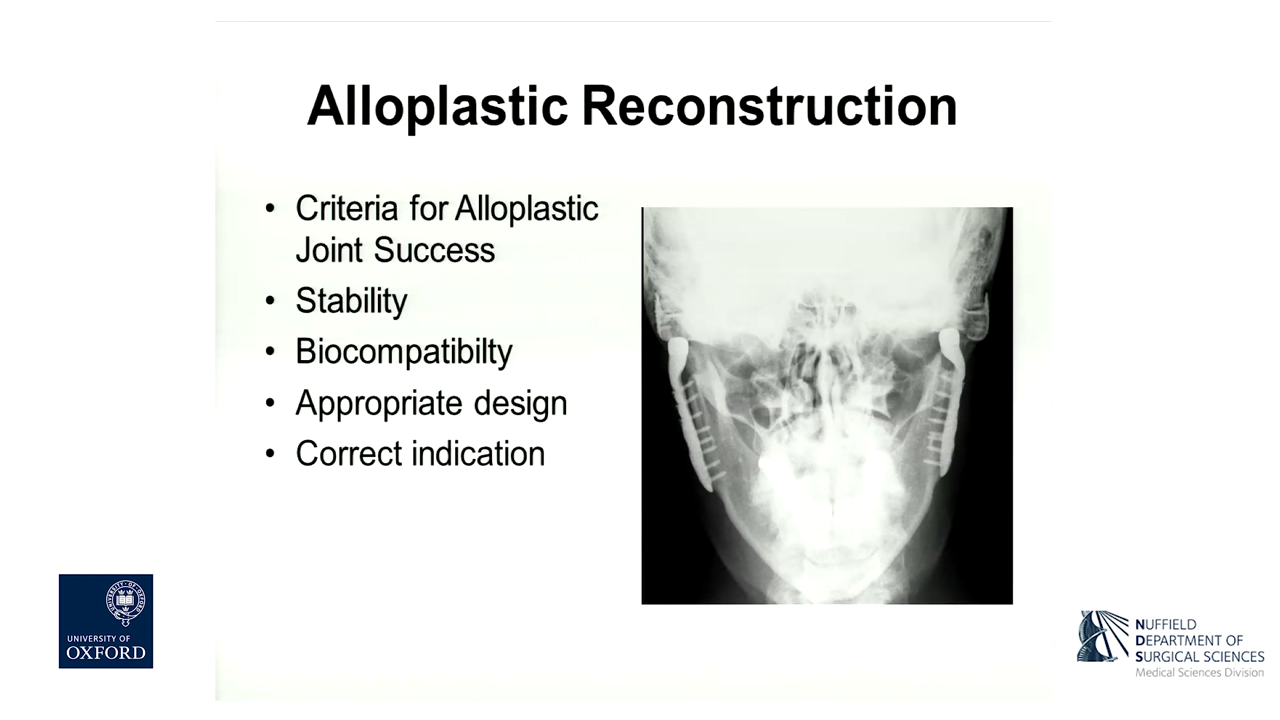 Alloplastic Reconstruction
• Criteria for Alloplastic
Joint Success
• Stability
• Biocompatibilty
• Appropriate design
• Correct indication
UNIVERSITY OF
OXFORD
NUFFIELD
DEPARTMENT OF
SURGICAL SCIENCES
Medical Sciences Division